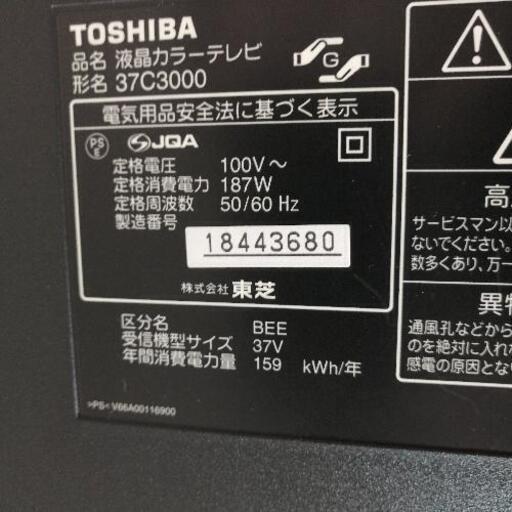 TOSHIBA
品名 液晶カラーテレビ
形名 37C3000
G
電気用品安全法に基づく表示
PS E JQA
定格電圧 100V～
定格消費電力 187W
定格周波数 50/60 Hz
製造番号
18443680
株式会社 東芝
区分名 BEE
受信機型サイズ 37V
年間消費電力量 159 kWh/年
>PS< V66A00116900
高
サービスマン以
ないでください。
数多くあり、万一
異物
通風孔などから
のを絶対に入れ
感電の原因とな